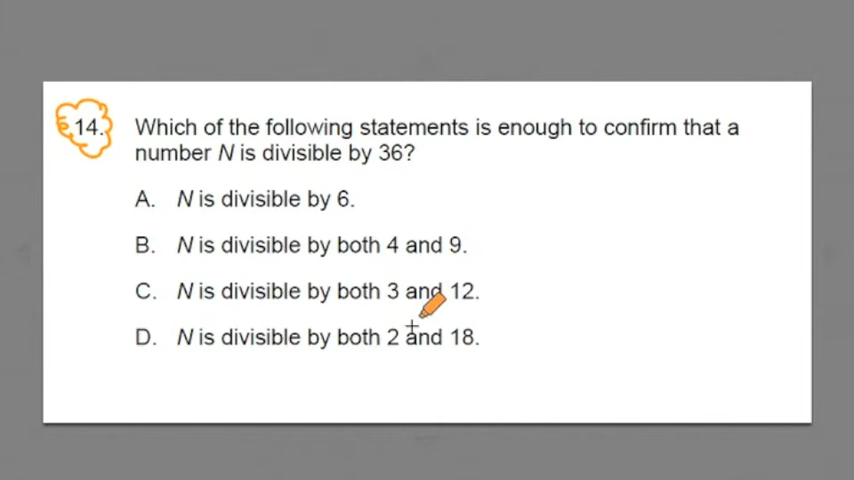 14. Which of the following statements is enough to confirm that a
number N is divisible by 36?
A. N is divisible by 6.
B. N is divisible by both 4 and 9.
C. N is divisible by both 3 and 12.
D. N is divisible by both 2 and 18.